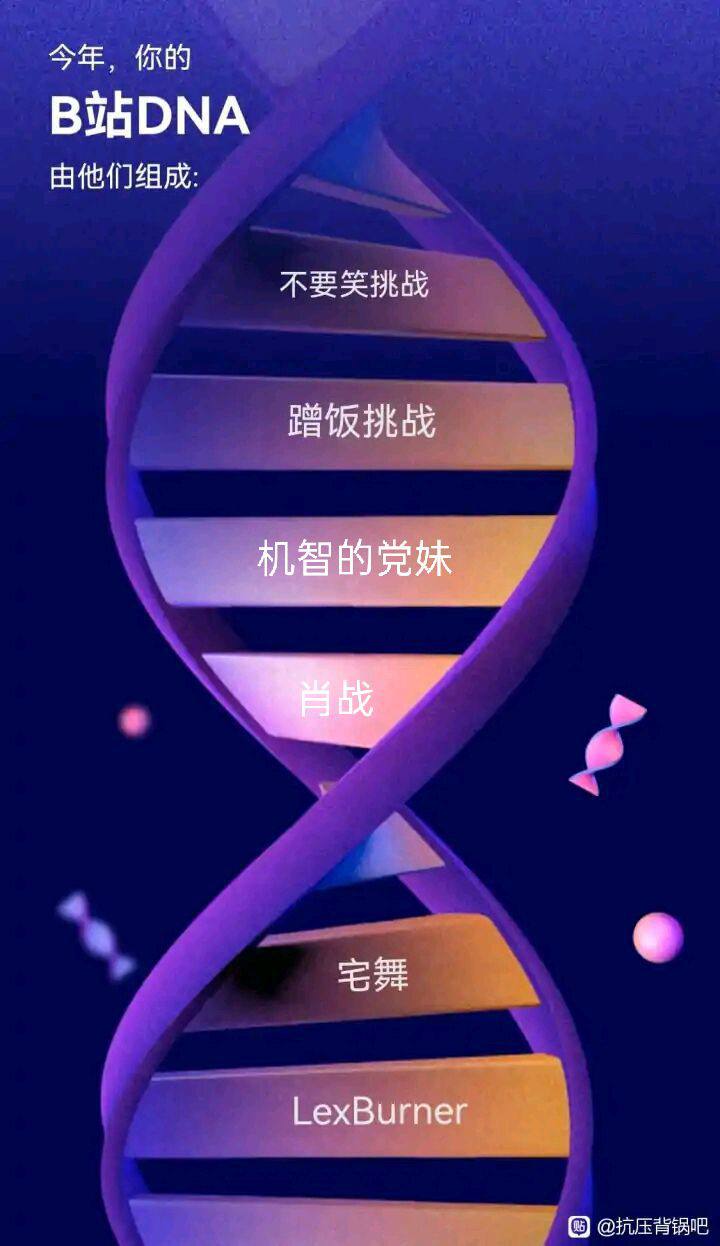 今年，你的
B站DNA
由他们组成:
不要笑挑战
蹭饭挑战
机智的党妹
肖战
宅舞
LexBurner
贴 @抗压背锅吧